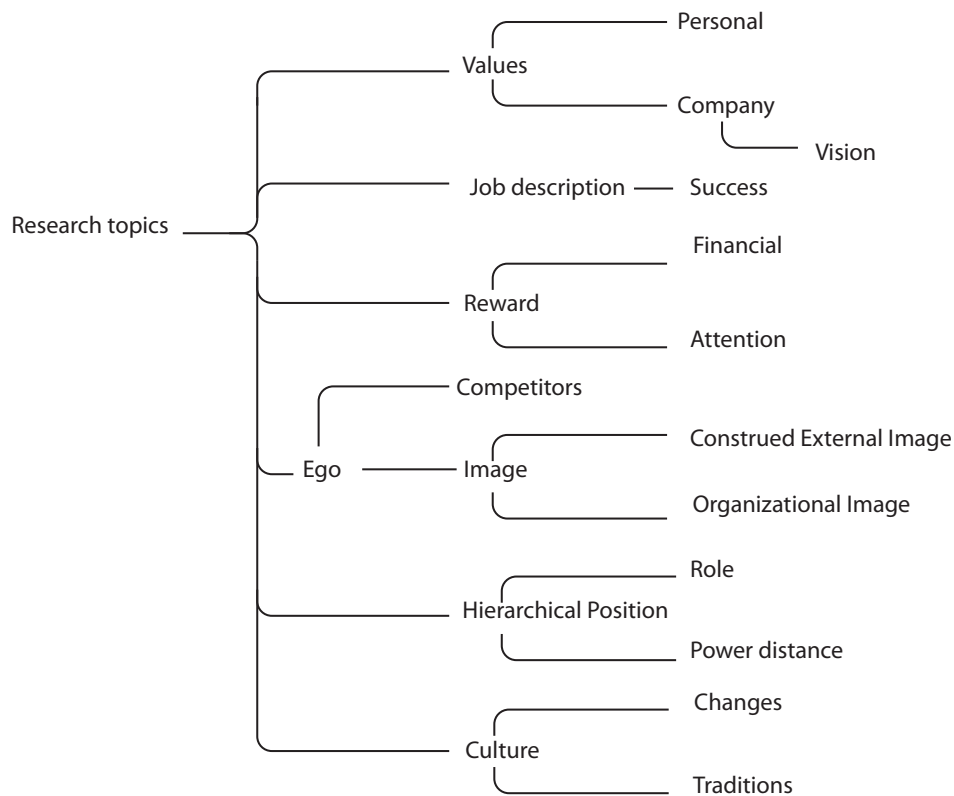 Personal
Values
Company
Vision
Job description
Success
Research topics
Financial
Reward
Attention
Competitors
Construed External Image
Ego
Image
Organizational Image
Role
Hierarchical Position
Power distance
Changes
Culture
Traditions